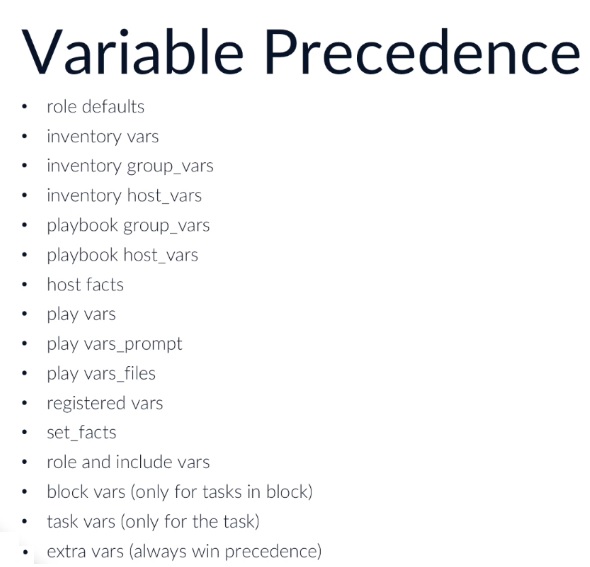 Variable Precedence
• role defaults
• inventory vars
• inventory group_vars
• inventory host_vars
• playbook group_vars
• playbook host_vars
• host facts
• play vars
• play vars_prompt
• play vars_files
• registered vars
• set_facts
• role and include vars
• block vars (only for tasks in block)
• task vars (only for the task)
• extra vars (always win precedence)